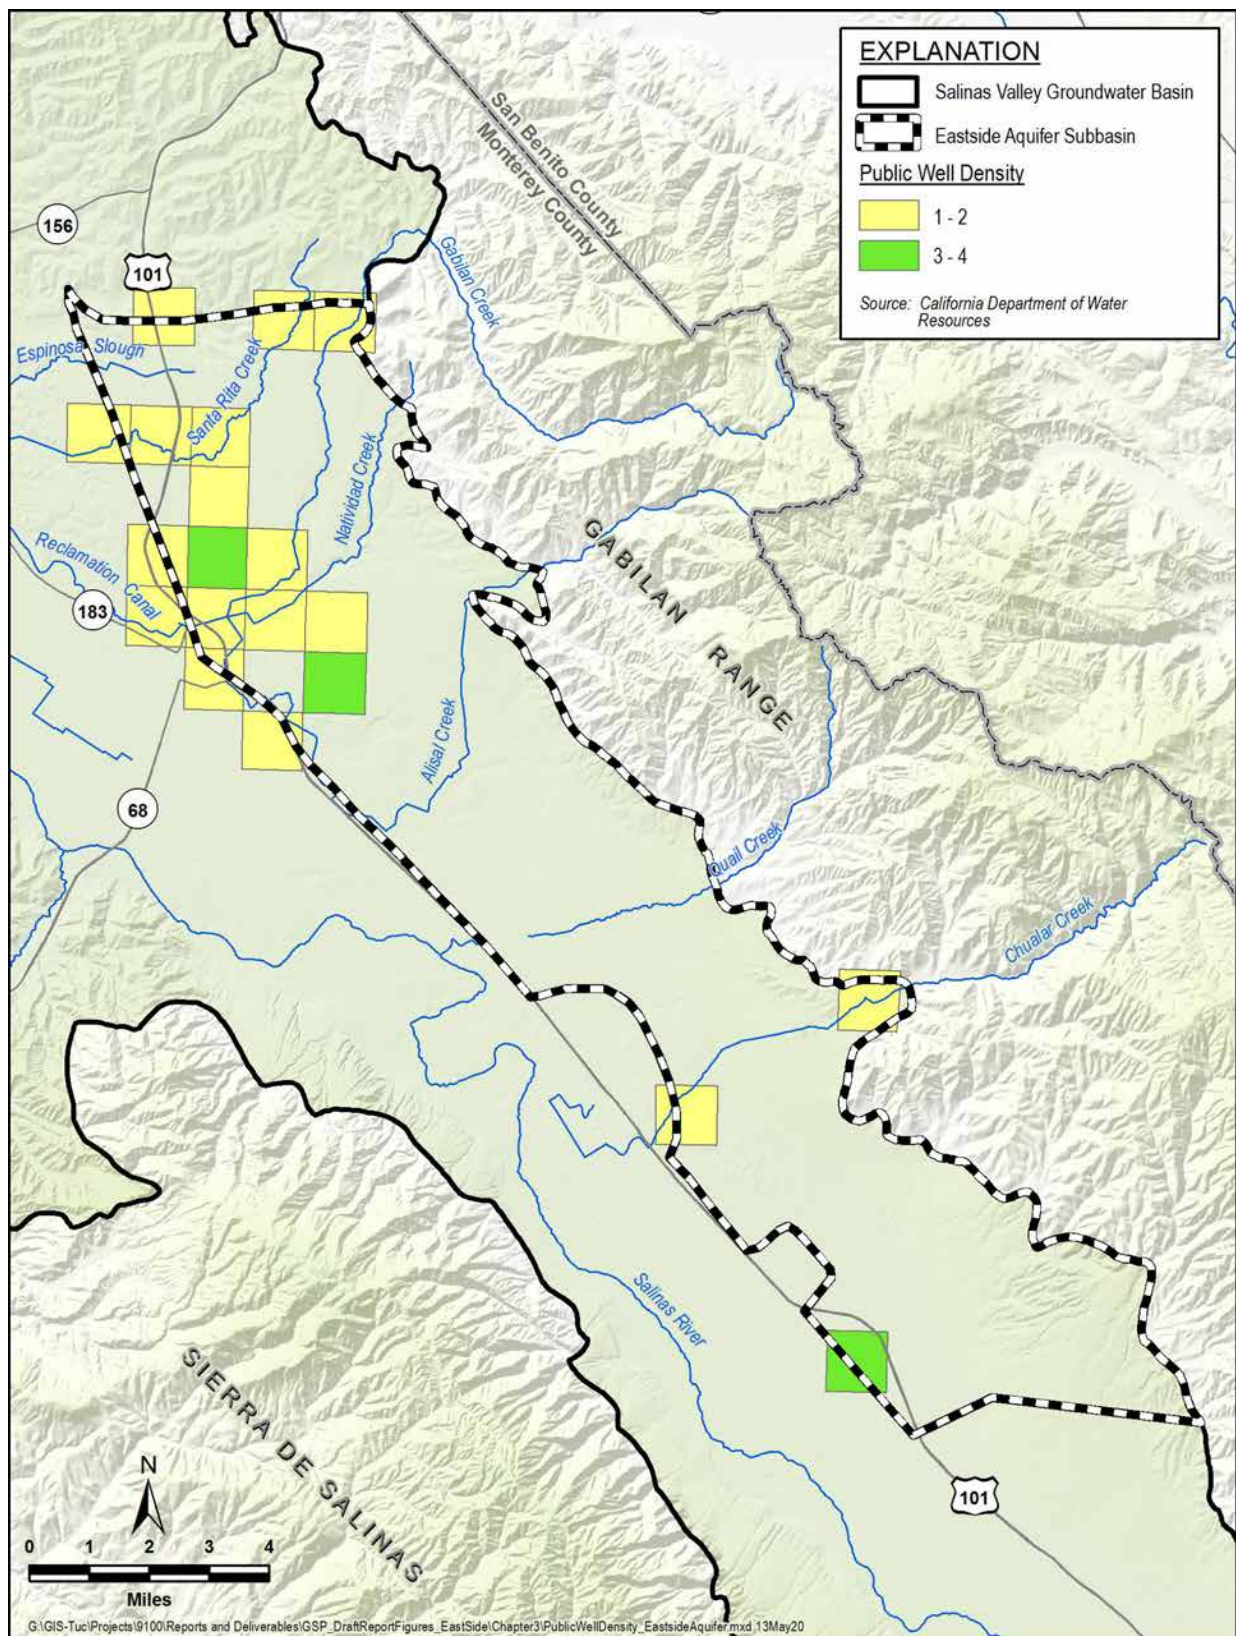 EXPLANATION
Salinas Valley Groundwater Basin
Eastside Aquifer Subbasin
Public Well Density
1 - 2
3 - 4
Source: California Department of Water
Resources
San Benito County
Monterey County
156
101
Gabilan Creek
Espinosa Slough
Santa Rita Creek
Natividad Creek
Reclamation Canal
183
GABILAN RANGE
Alisal Creek
68
Quail Creek
Chualar Creek
Salinas River
SIERRA DE SALINAS
101
N
0 1 2 3 4
Miles
G:\GIS-Tuc\Projects\9100\Reports and Deliverables\GSP_DraftReportFigures_EastSide\Chapter3\PublicWellDensity_EastsideAquifer.mxd 13May20